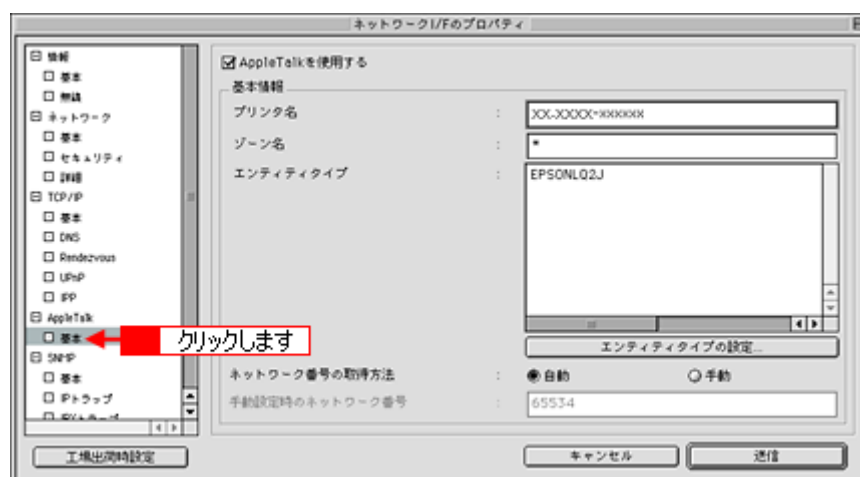 ネットワークI/Fのプロパティ
情報
基本
無線
ネットワーク
基本
セキュリティ
詳細
TCP/IP
基本
DNS
Rendezvous
UPnP
IPP
AppleTalk
基本
クリックします
SNMP
基本
IPトラップ
工場出荷時設定
AppleTalkを使用する
基本情報
プリンタ名 : XX-XXXX-xxxxxx
ゾーン名 : *
エンティティタイプ : EPSONLQ2J
エンティティタイプの設定...
ネットワーク番号の取得方法 : 自動 手動
手動設定時のネットワーク番号 : 65534
キャンセル 送信